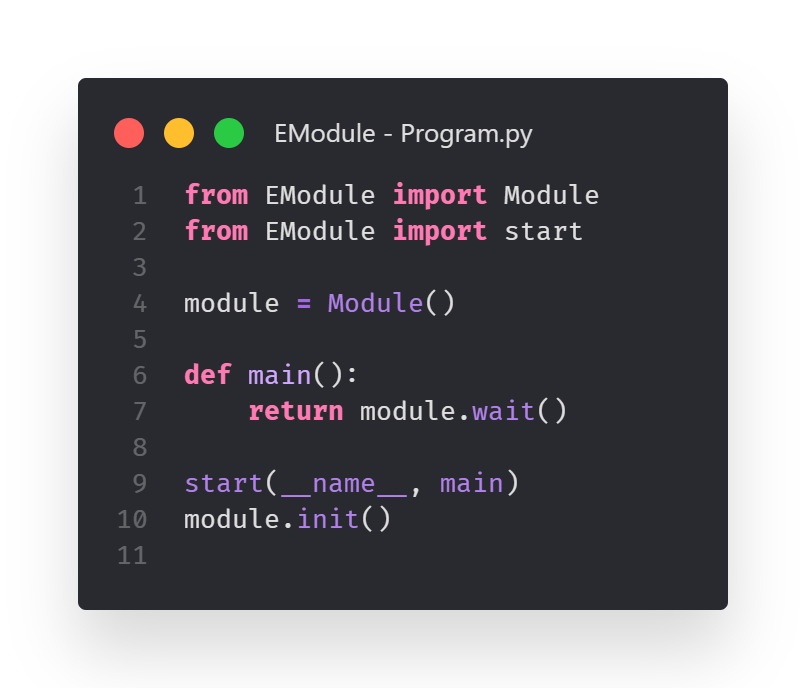 EModule - Program.py
1 from EModule import Module
2 from EModule import start
3
4 module = Module()
5
6 def main():
7     return module.wait()
8
9 start(__name__, main)
10 module.init()
11